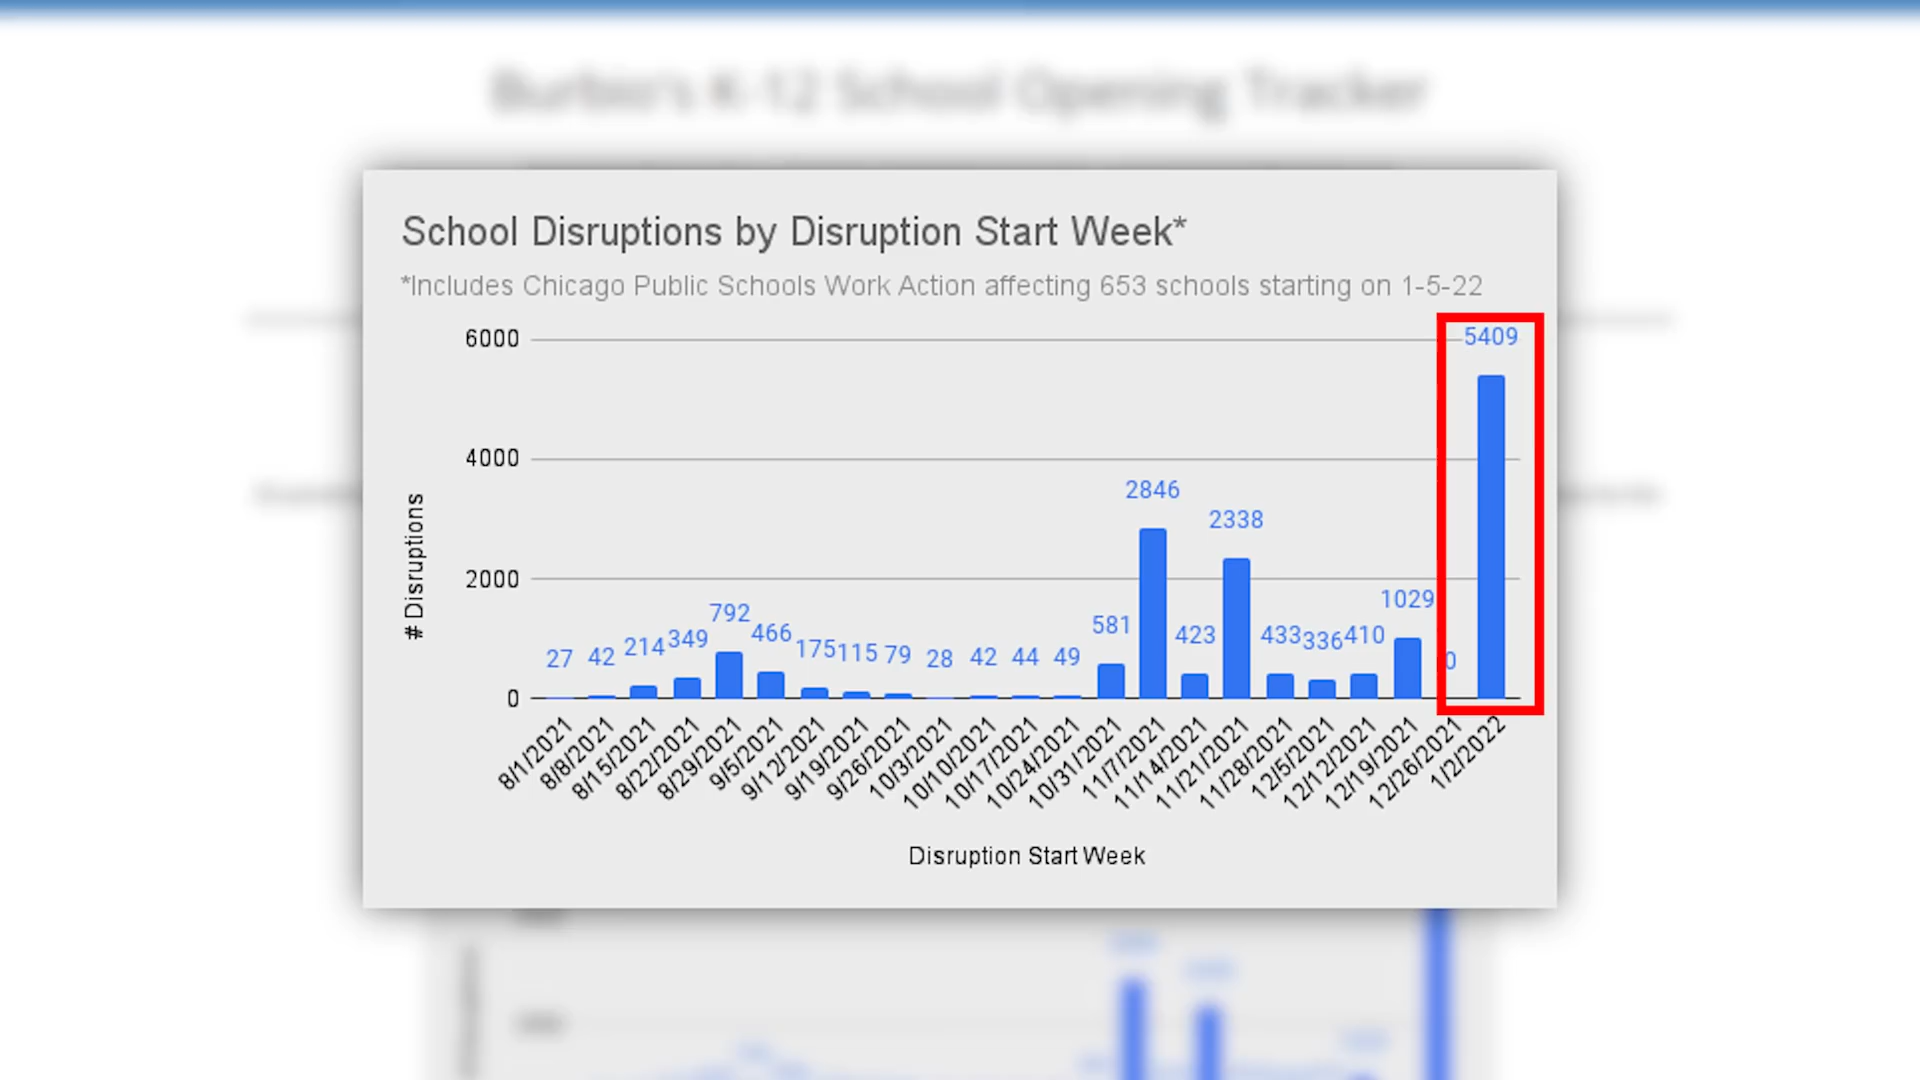 Burbio's K-12 School Opening Tracker
School Disruptions by Disruption Start Week*
*Includes Chicago Public Schools Work Action affecting 653 schools starting on 1-5-22
6000
4000
2000
0
# Disruptions
27 42 214 349 792 466 175 115 79 28 42 44 49 581 2846 423 2338 433 336 410 1029 0 5409
8/1/2021 8/8/2021 8/15/2021 8/22/2021 8/29/2021 9/5/2021 9/12/2021 9/19/2021 9/26/2021 10/3/2021 10/10/2021 10/17/2021 10/24/2021 10/31/2021 11/7/2021 11/14/2021 11/21/2021 11/28/2021 12/5/2021 12/12/2021 12/19/2021 12/26/2021 1/2/2022
Disruption Start Week